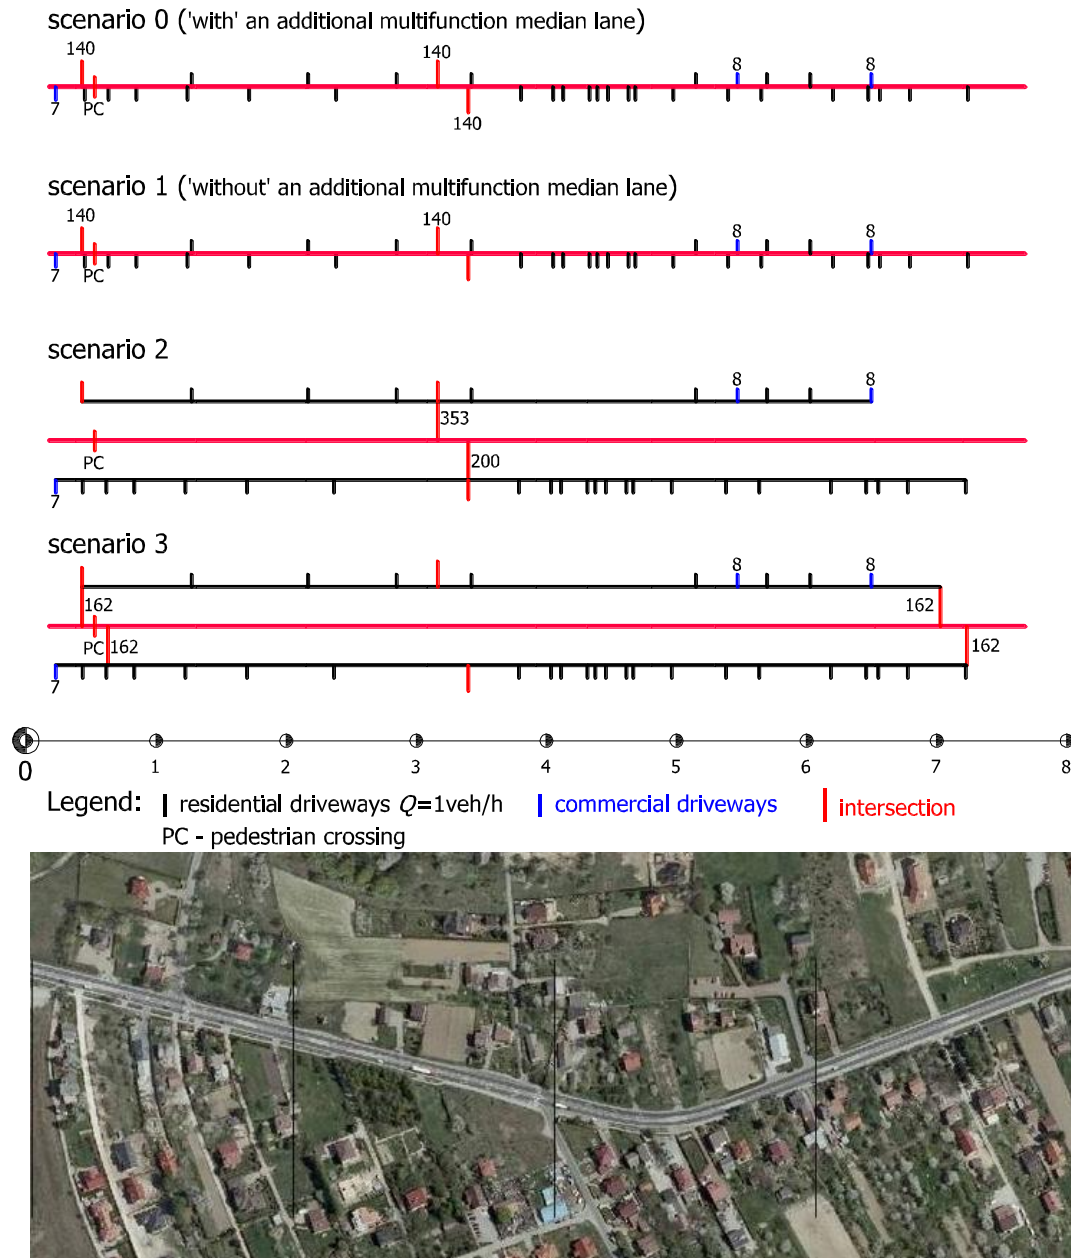 scenario 0 ('with' an additional multifunction median lane)
140 140 8 8
7 PC 140
scenario 1 ('without' an additional multifunction median lane)
140 140 8 8
7 PC
scenario 2
8 8
353
PC
200
7
scenario 3
8 8
162 162
PC 162 162
7
0 1 2 3 4 5 6 7 8
Legend: residential driveways Q=1veh/h commercial driveways intersection
PC - pedestrian crossing